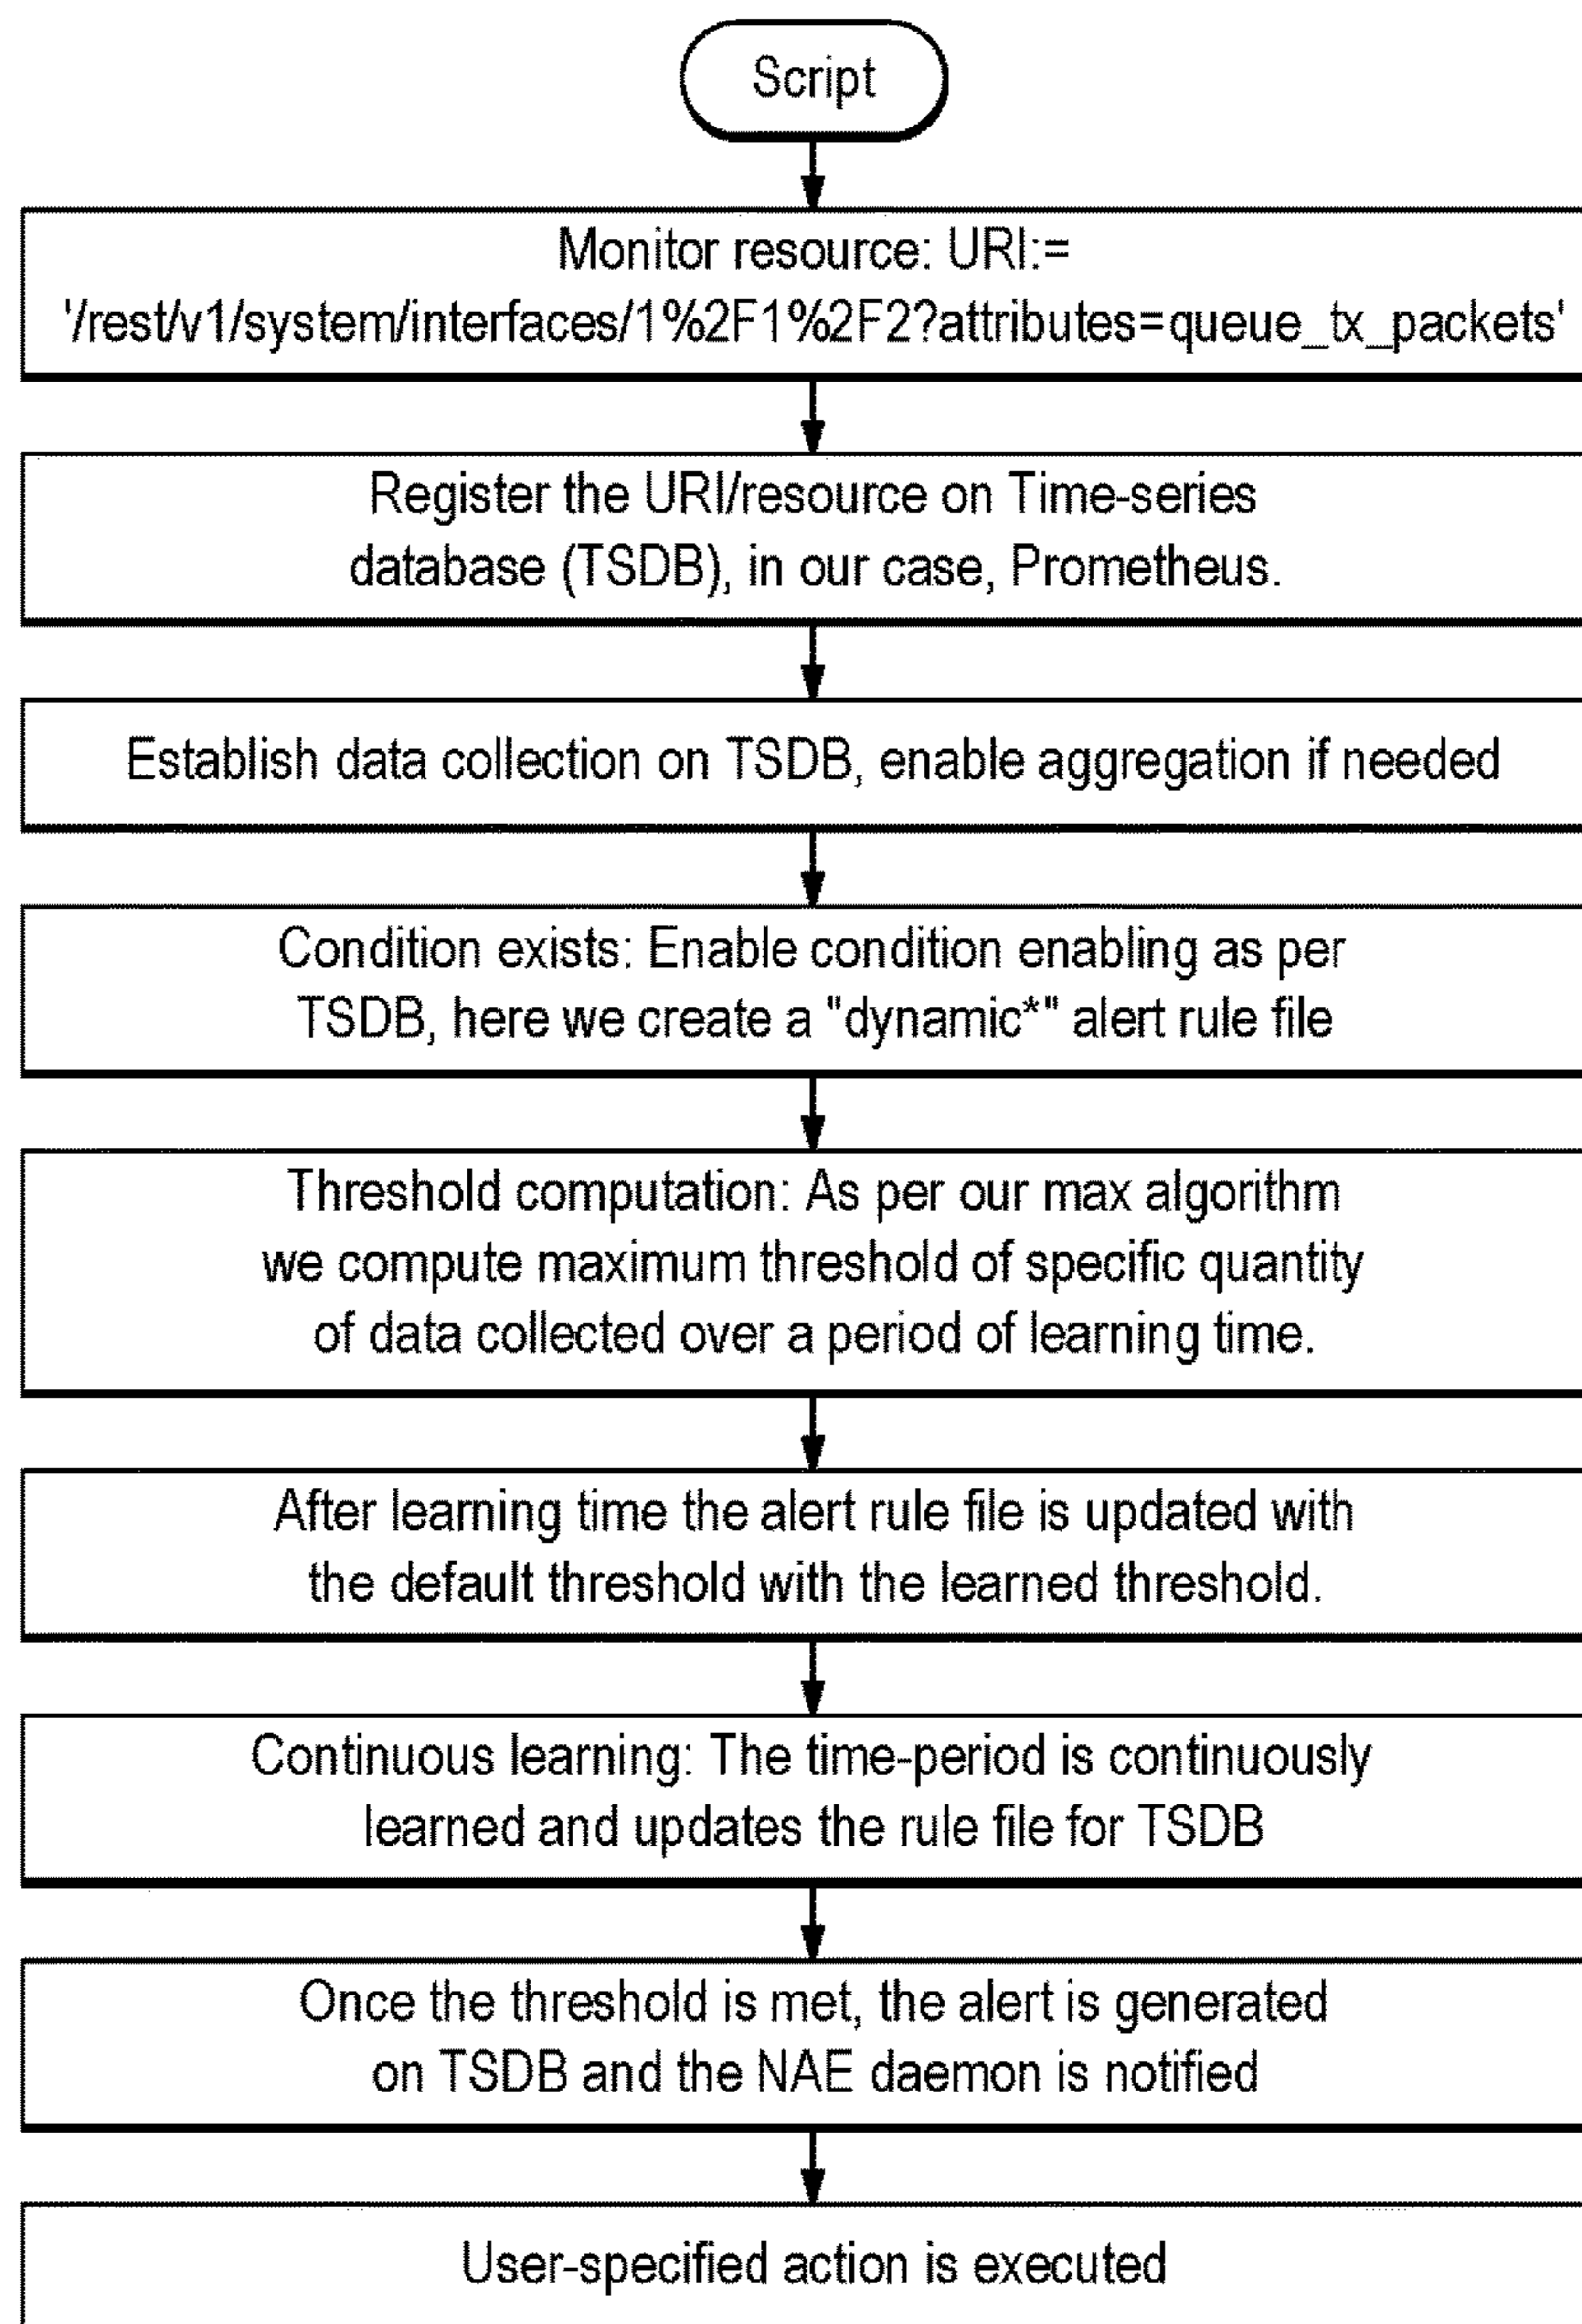 Script
Monitor resource: URI:=
'/rest/v1/system/interfaces/1%2F1%2F2?attributes=queue_tx_packets'
Register the URI/resource on Time-series
database (TSDB), in our case, Prometheus.
Establish data collection on TSDB, enable aggregation if needed
Condition exists: Enable condition enabling as per
TSDB, here we create a "dynamic*" alert rule file
Threshold computation: As per our max algorithm
we compute maximum threshold of specific quantity
of data collected over a period of learning time.
After learning time the alert rule file is updated with
the default threshold with the learned threshold.
Continuous learning: The time-period is continuously
learned and updates the rule file for TSDB
Once the threshold is met, the alert is generated
on TSDB and the NAE daemon is notified
User-specified action is executed